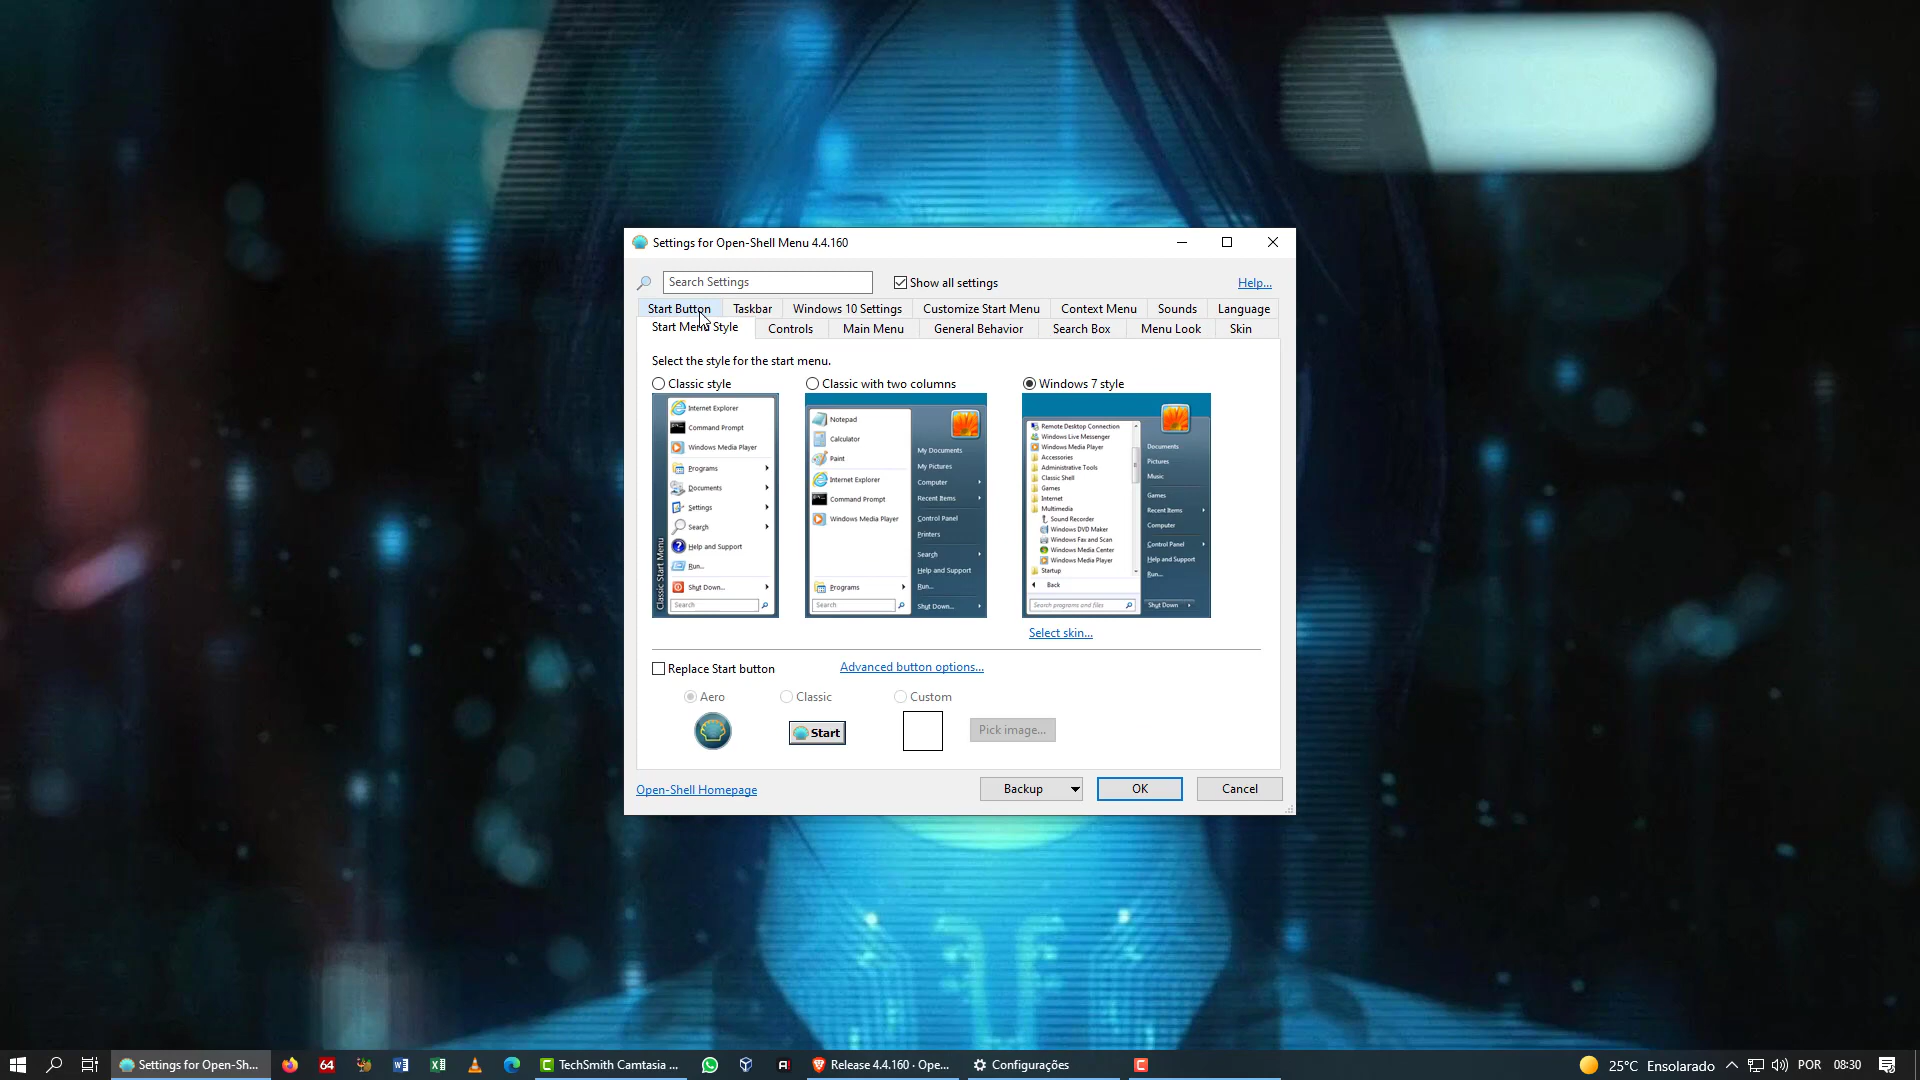 Settings for Open-Shell Menu 4.4.160
Search Settings
Show all settings
Help...
Start Button
Taskbar
Windows 10 Settings
Customize Start Menu
Context Menu
Sounds
Language
Start Menu Style
Controls
Main Menu
General Behavior
Search Box
Menu Look
Skin
Select the style for the start menu.
Classic style
Classic with two columns
Windows 7 style
Internet Explorer
Command Prompt
Windows Media Player
Programs
Documents
Settings
Search
Help and Support
Run...
Shut Down...
Search
Classic Start Menu
Notepad
Calculator
Paint
Internet Explorer
Command Prompt
Windows Media Player
Programs
Search
My Documents
My Pictures
Computer
Recent Items
Control Panel
Printers
Search
Help and Support
Run...
Shut Down...
Remote Desktop Connection
Windows Live Messenger
Windows Media Player
Accessories
Administrative Tools
Classic Shell
Games
Internet
Multimedia
Sound Recorder
Windows DVD Maker
Windows Fax and Scan
Windows Media Center
Windows Media Player
Startup
Back
Search programs and files
Documents
Pictures
Music
Games
Recent Items
Computer
Control Panel
Help and Support
Run...
Shut Down
Select skin...
Replace Start button
Advanced button options...
Aero
Classic
Custom
Start
Pick image...
Open-Shell Homepage
Backup
OK
Cancel
Settings for Open-Sh...
64
TechSmith Camtasia ...
AI
Release 4.4.160 · Ope...
Configurações
25°C Ensolarado
POR
08:30